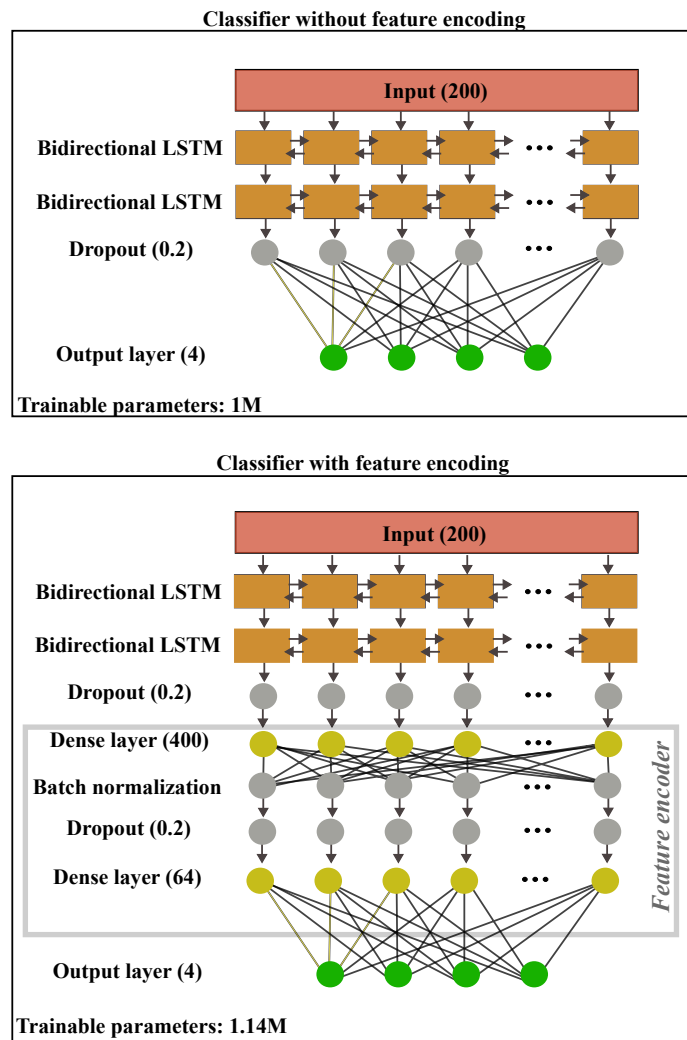 Classifier without feature encoding
Input (200)
Bidirectional LSTM
Bidirectional LSTM
Dropout (0.2)
Output layer (4)
Trainable parameters: 1M
Classifier with feature encoding
Input (200)
Bidirectional LSTM
Bidirectional LSTM
Dropout (0.2)
Dense layer (400)
Batch normalization
Dropout (0.2)
Dense layer (64)
Feature encoder
Output layer (4)
Trainable parameters: 1.14M